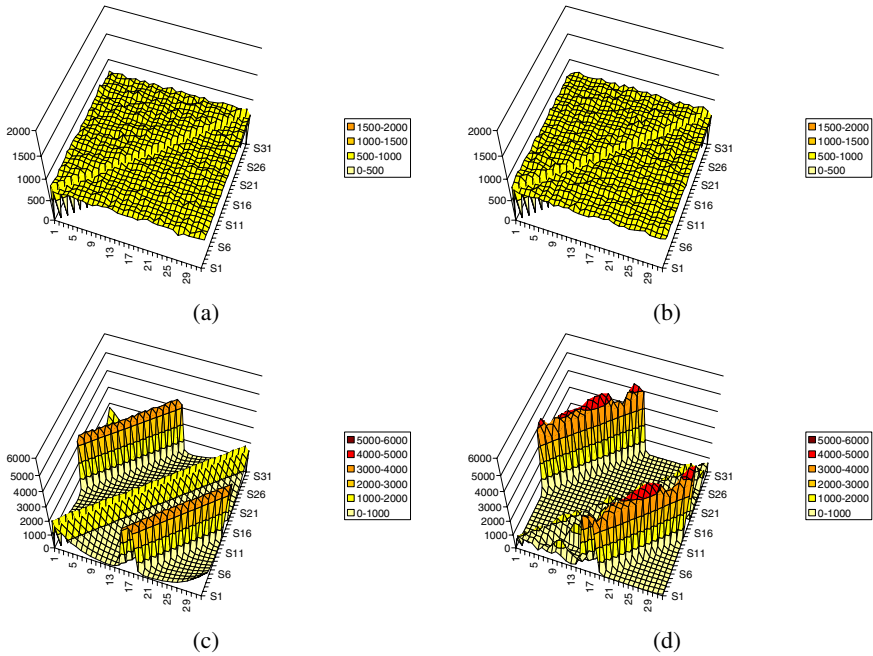 2000
1500
1000
500
0
1
5
9
13
17
21
25
29
S1
S6
S11
S16
S21
S26
S31
1500-2000
1000-1500
500-1000
0-500
(a)
2000
1500
1000
500
0
1
5
9
13
17
21
25
29
S1
S6
S11
S16
S21
S26
S31
1500-2000
1000-1500
500-1000
0-500
(b)
6000
5000
4000
3000
2000
1000
0
1
5
9
13
17
21
25
29
S1
S6
S11
S16
S21
S26
S31
5000-6000
4000-5000
3000-4000
2000-3000
1000-2000
0-1000
(c)
6000
5000
4000
3000
2000
1000
0
1
5
9
13
17
21
25
29
S1
S6
S11
S16
S21
S26
S31
5000-6000
4000-5000
3000-4000
2000-3000
1000-2000
0-1000
(d)